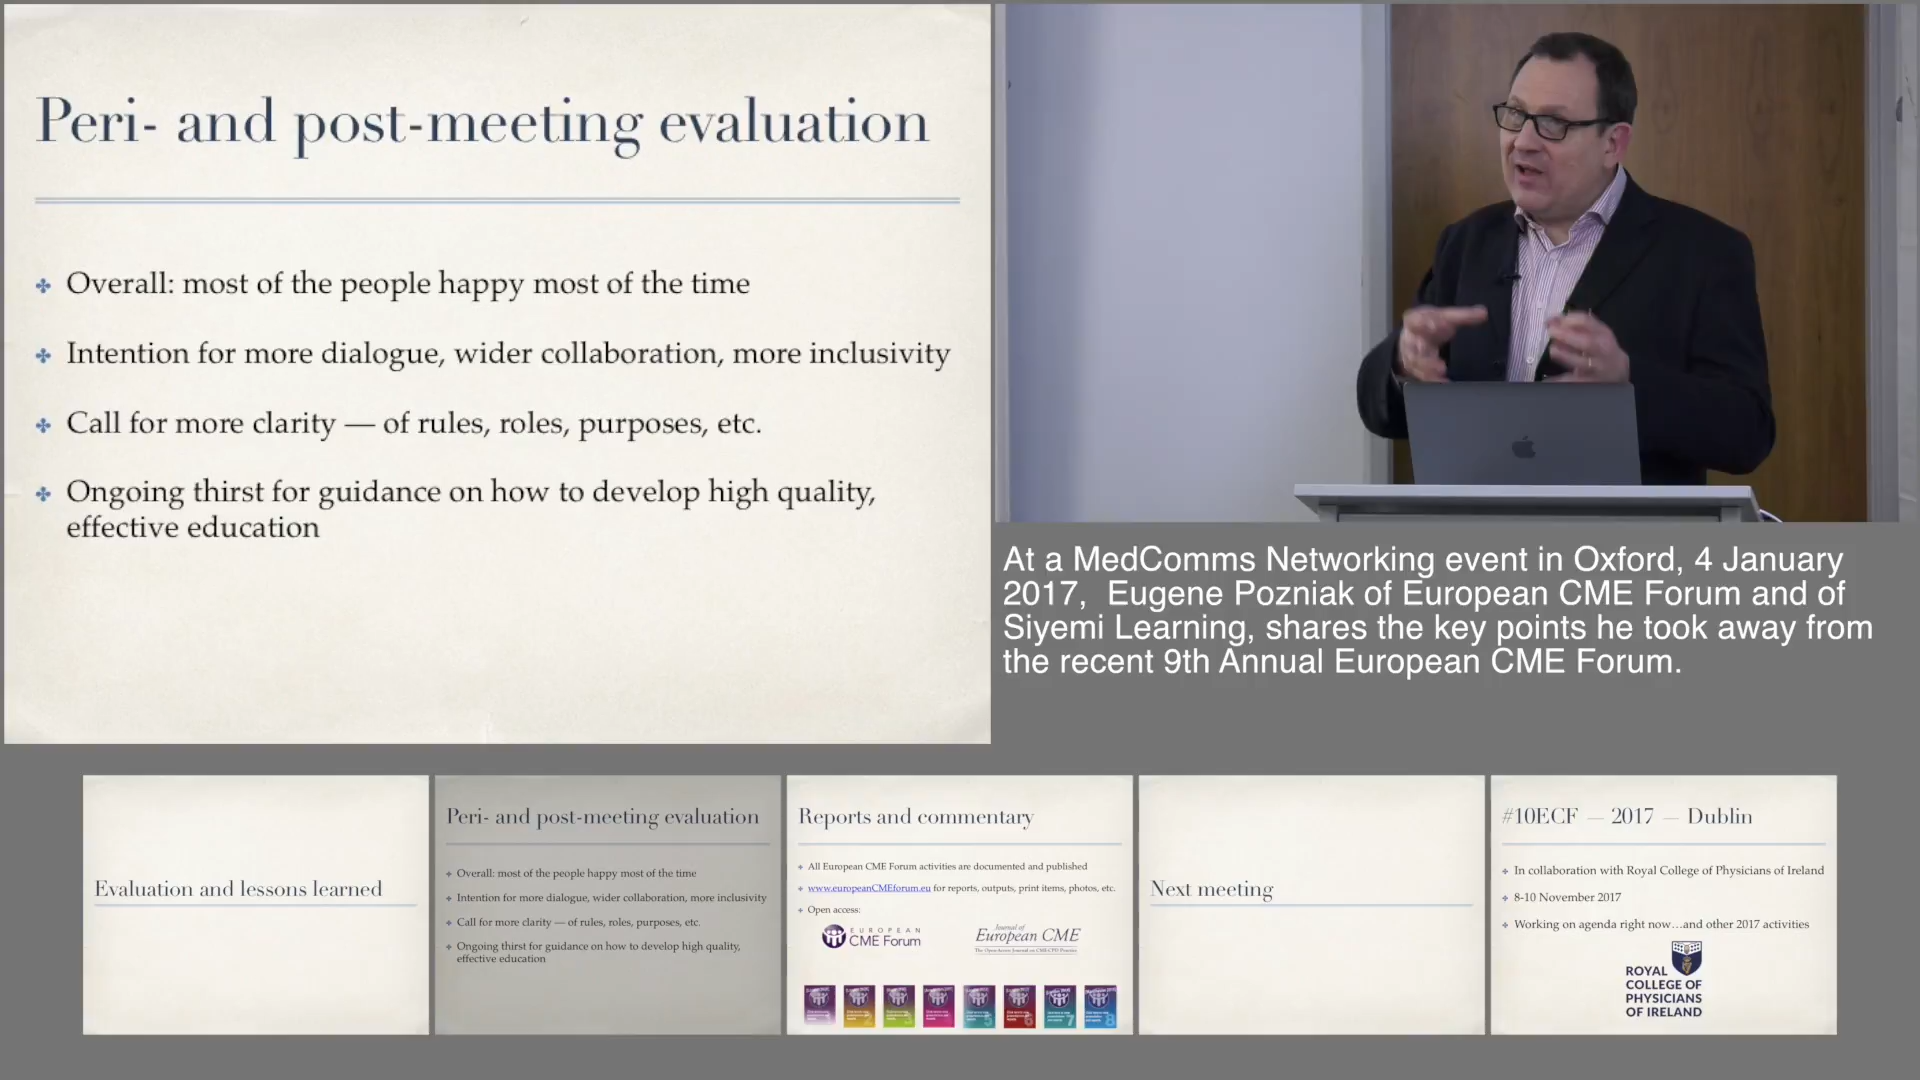 Peri- and post-meeting evaluation
Overall: most of the people happy most of the time
Intention for more dialogue, wider collaboration, more inclusivity
Call for more clarity — of rules, roles, purposes, etc.
Ongoing thirst for guidance on how to develop high quality,
effective education
At a MedComms Networking event in Oxford, 4 January
2017, Eugene Pozniak of European CME Forum and of
Siyemi Learning, shares the key points he took away from
the recent 9th Annual European CME Forum.
Evaluation and lessons learned
Peri- and post-meeting evaluation
Overall: most of the people happy most of the time
Intention for more dialogue, wider collaboration, more inclusivity
Call for more clarity — of rules, roles, purposes, etc.
Ongoing thirst for guidance on how to develop high quality,
effective education
Reports and commentary
All European CME Forum activities are documented and published
www.europeanCMEforum.eu for reports, outputs, print items, photos, etc.
Open access:
EUROPEAN
CME Forum
Journal of
European CME
Next meeting
#10ECF — 2017 — Dublin
In collaboration with Royal College of Physicians of Ireland
8-10 November 2017
Working on agenda right now…and other 2017 activities
ROYAL
COLLEGE OF
PHYSICIANS
OF IRELAND